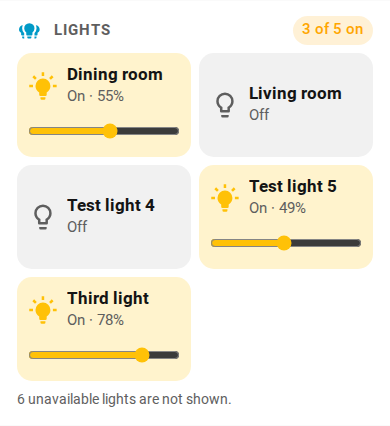 LIGHTS
3 of 5 on
Dining room
On · 55%
Living room
Off
Test light 4
Off
Test light 5
On · 49%
Third light
On · 78%
6 unavailable lights are not shown.